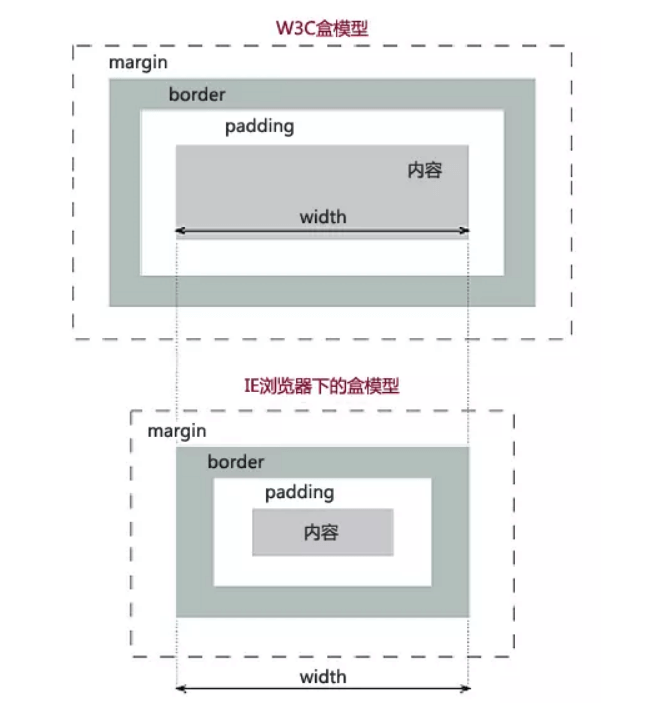 W3C盒模型
margin
border
padding
内容
width
IE浏览器下的盒模型
margin
border
padding
内容
width